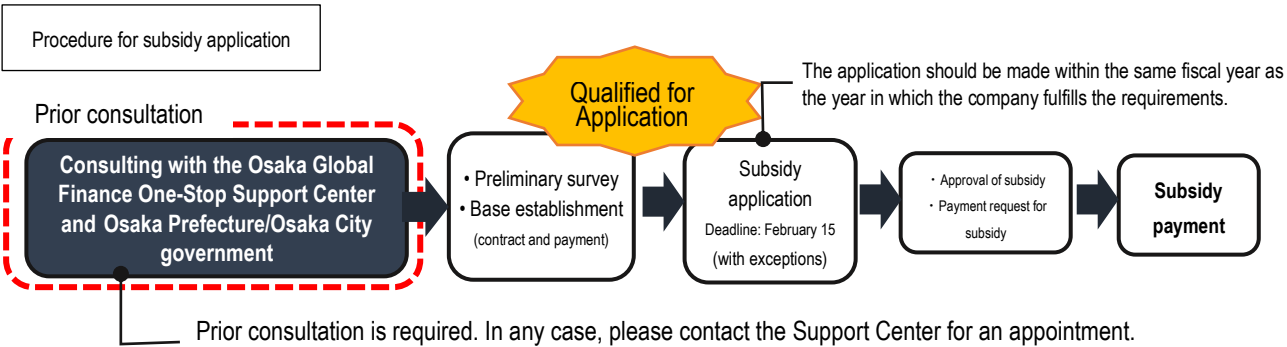 Procedure for subsidy application
Prior consultation
Consulting with the Osaka Global
Finance One-Stop Support Center
and Osaka Prefecture/Osaka City
government
・Preliminary survey
・Base establishment
(contract and payment)
Qualified for
Application
Subsidy
application
Deadline: February 15
(with exceptions)
The application should be made within the same fiscal year as
the year in which the company fulfills the requirements.
・Approval of subsidy
・Payment request for
subsidy
Subsidy
payment
Prior consultation is required. In any case, please contact the Support Center for an appointment.